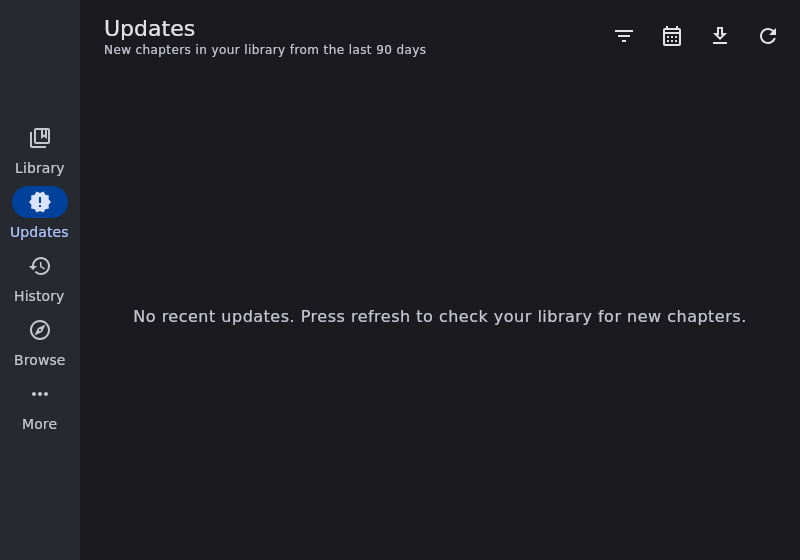 Updates
New chapters in your library from the last 90 days
Library
Updates
History
Browse
More
No recent updates. Press refresh to check your library for new chapters.